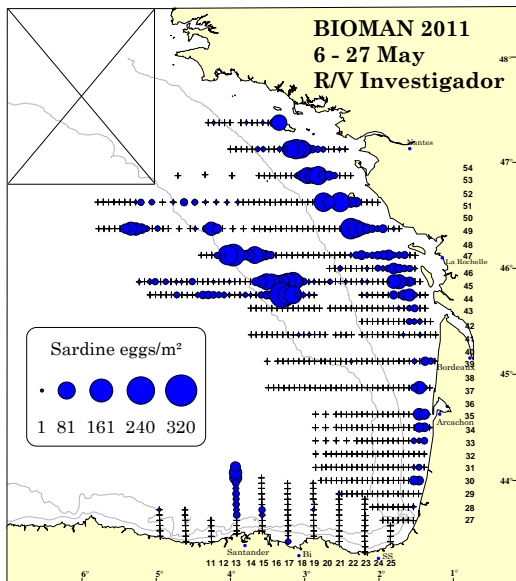 BIOMAN 2011
6 - 27 May
R/V Investigador
48°
Nantes
47°
54
53
52
51
50
49
48
47
La Rochelle
46
46°
45
44
43
42
41
40
39
Bordeaux
38
45°
37
36
35
Arcachon
34
33
32
31
30
44°
29
28
27
Sardine eggs/m²
1 81 161 240 320
Santander
Bi
SS
11 12 13 14 15 16 17 18 19 20 21 22 23 24 25
6° 5° 4° 3° 2° 1°